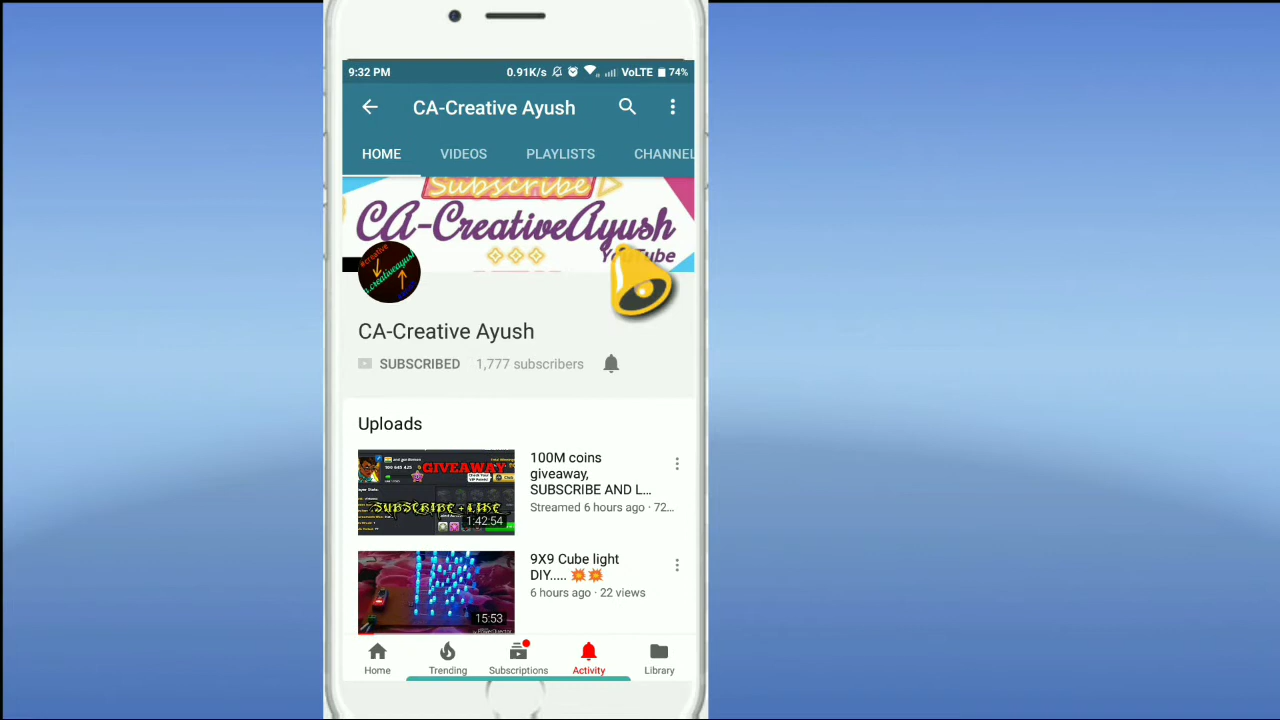 9:32 PM 0.91K/s VoLTE 74%
CA-Creative Ayush
HOME VIDEOS PLAYLISTS CHANNEL
Subscribe
CA-CreativeAyush
YouTube
#creative
creativeayush
CA-Creative Ayush
SUBSCRIBED 1,777 subscribers
Uploads
GIVEAWAY
SUBSCRIBE + LIKE
1:42:54
100M coins
giveaway,
SUBSCRIBE AND L...
Streamed 6 hours ago · 72...
15:53
9X9 Cube light
DIY..... 💥💥
6 hours ago · 22 views
Home Trending Subscriptions Activity Library